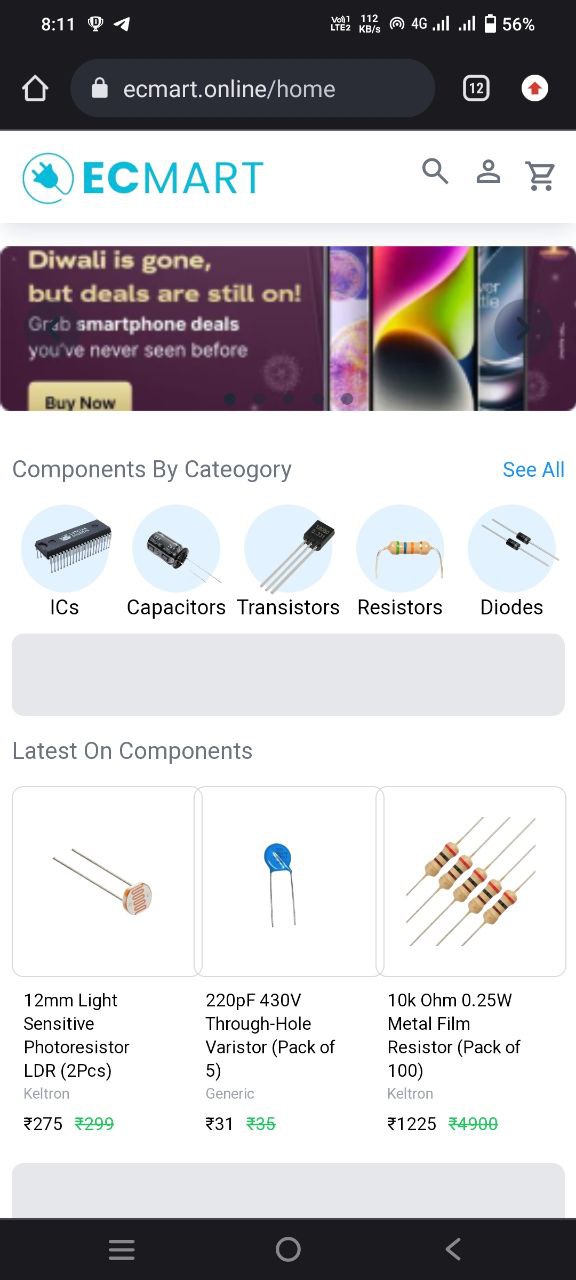 8:11 Vo)) 1 LTE2 112 KB/s 4G 56%
ecmart.online/home 12
ECMART
Diwali is gone,
but deals are still on!
Grab smartphone deals
you've never seen before
Buy Now
Components By Cateogory See All
ICs Capacitors Transistors Resistors Diodes
Latest On Components
12mm Light
Sensitive
Photoresistor
LDR (2Pcs)
Keltron
₹275 ₹299
220pF 430V
Through-Hole
Varistor (Pack of
5)
Generic
₹31 ₹35
10k Ohm 0.25W
Metal Film
Resistor (Pack of
100)
Keltron
₹1225 ₹4900